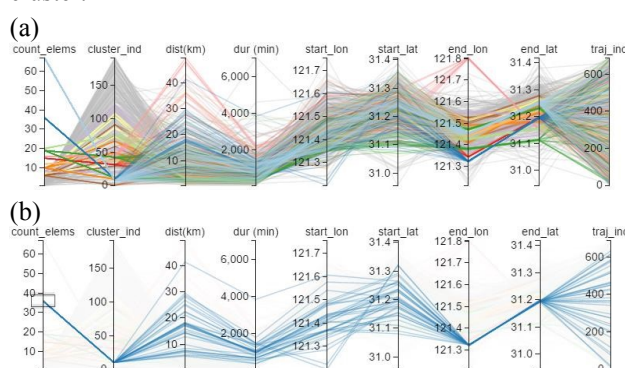 (a)
count_elems cluster_ind dist(km) dur (min) start_lon start_lat end_lon end_lat traj_ind
60 50 40 30 20 10
150 100 50 0
40 30 20 10
6,000 4,000 2,000
121.7 121.6 121.5 121.4 121.3
31.4 31.3 31.2 31.1
121.8 121.7 121.6 121.5 121.4 121.3
31.4 31.3 31.2 31.1 31.0
600 400 200 0
(b)
count_elems cluster_ind dist(km) dur (min) start_lon start_lat end_lon end_lat traj_ind
60 50 40 30 20 10
150 100 50
40 30 20 10
6,000 4,000 2,000
121.7 121.6 121.5 121.4 121.3
31.4 31.3 31.2 31.1 31.0
121.8 121.7 121.6 121.5 121.4 121.3
31.4 31.3 31.2 31.1 31.0
600 400 200 0